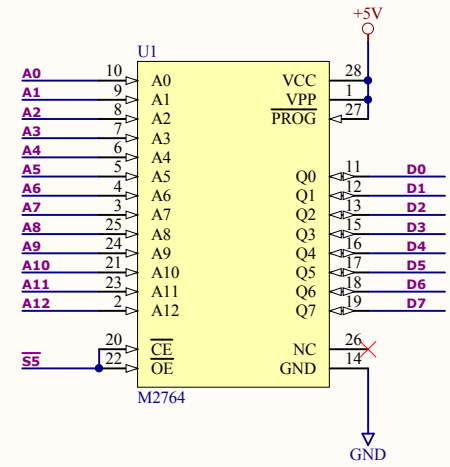 +5V
U1
A0 10 A0 VCC 28
A1 9 A1 VPP 1
A2 8 A2 PROG 27
A3 7 A3
A4 6 A4
A5 5 A5 Q0 11 D0
A6 4 A6 Q1 12 D1
A7 3 A7 Q2 13 D2
A8 25 A8 Q3 15 D3
A9 24 A9 Q4 16 D4
A10 21 A10 Q5 17 D5
A11 23 A11 Q6 18 D6
A12 2 A12 Q7 19 D7
20 CE NC 26
S5 22 OE GND 14
M2764
GND